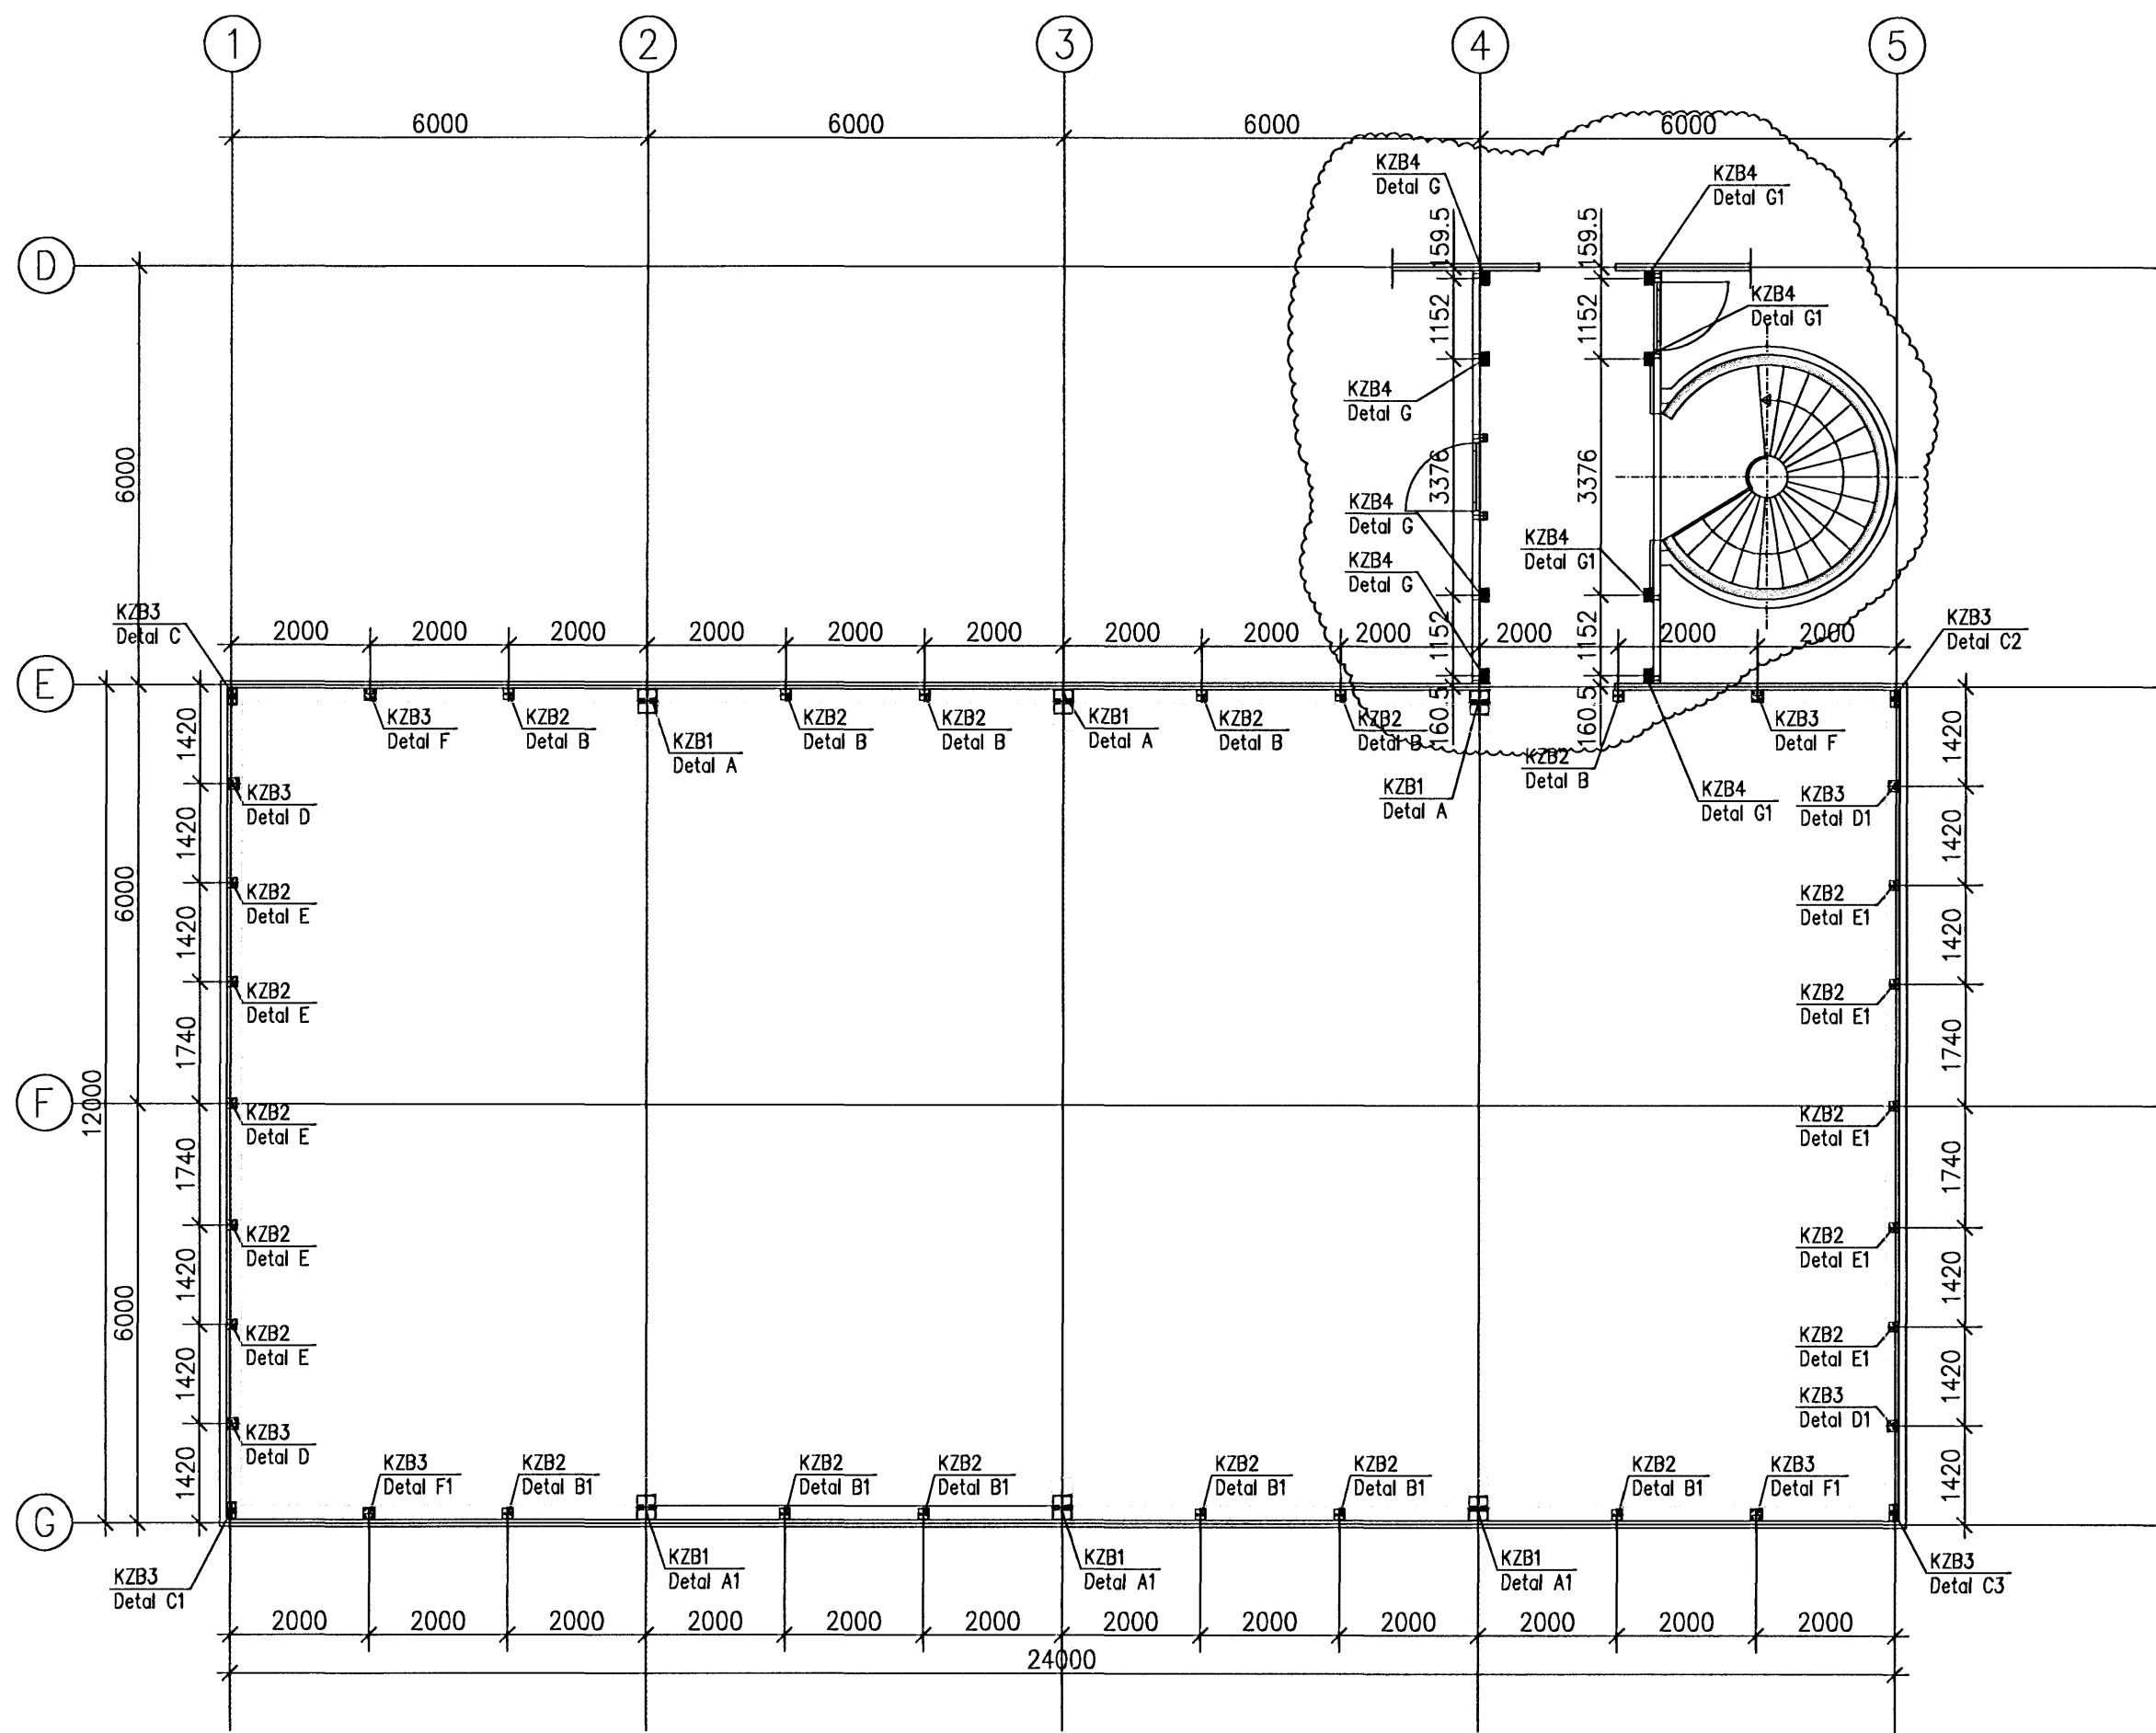 1
2
3
4
5
6000
6000
6000
6000
KZB4
Detal G
KZB4
Detal G1
159.5
159.5
D
1152
1152
KZB4
Detal G1
KZB4
Detal G
6000
3376
3376
KZB4
Detal G
KZB4
Detal G1
KZB4
Detal G
1152
1152
KZB3
Detal C
2000
2000
2000
2000
2000
2000
2000
2000
2000
2000
2000
2000
KZB3
Detal C2
E
160.5
160.5
1420
KZB3
Detal F
KZB2
Detal B
KZB1
Detal A
KZB2
Detal B
KZB2
Detal B
KZB1
Detal A
KZB2
Detal B
KZB2
Detal B
KZB1
Detal A
KZB2
Detal B
KZB4
Detal G1
KZB3
Detal F
1420
KZB3
Detal D
KZB3
Detal D1
1420
1420
6000
KZB2
Detal E
KZB2
Detal E1
1420
1420
KZB2
Detal E
KZB2
Detal E1
1740
1740
F
12000
KZB2
Detal E
KZB2
Detal E1
1740
1740
KZB2
Detal E
KZB2
Detal E1
6000
1420
1420
KZB2
Detal E
KZB2
Detal E1
1420
1420
KZB3
Detal D
KZB3
Detal D1
1420
1420
KZB3
Detal F1
KZB2
Detal B1
KZB2
Detal B1
KZB2
Detal B1
KZB2
Detal B1
KZB2
Detal B1
KZB2
Detal B1
KZB3
Detal F1
G
KZB3
Detal C1
KZB1
Detal A1
KZB1
Detal A1
KZB1
Detal A1
KZB3
Detal C3
2000
2000
2000
2000
2000
2000
2000
2000
2000
2000
2000
2000
24000